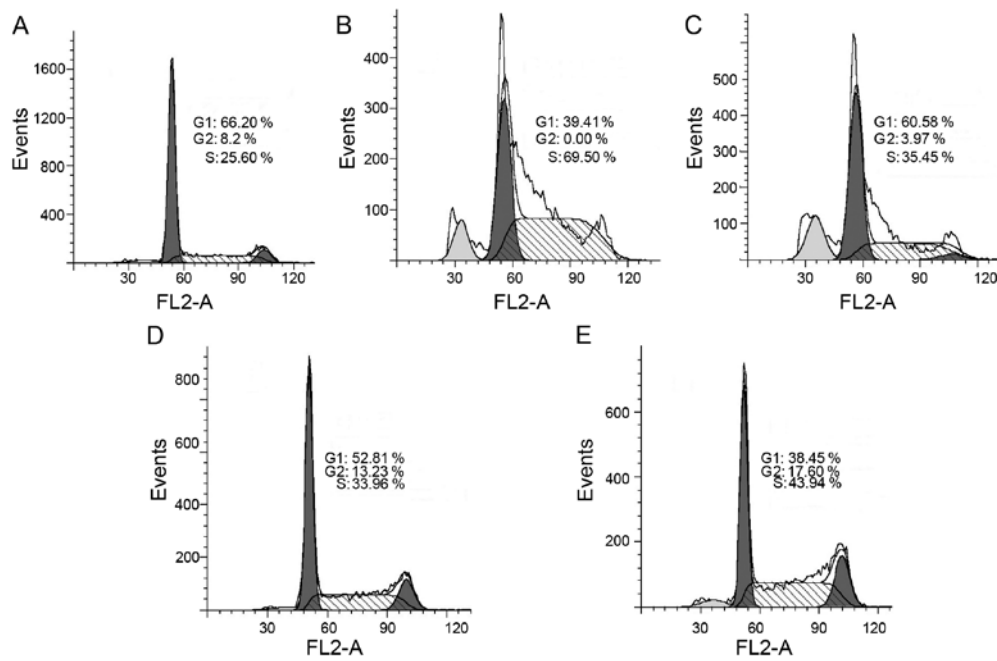 A
Events
1600
1200
800
400
G1: 66.20 %
G2: 8.2 %
S: 25.60 %
30 60 90 120
FL2-A
B
Events
400
300
200
100
G1: 39.41 %
G2: 0.00 %
S: 69.50 %
30 60 90 120
FL2-A
C
Events
500
400
300
200
100
G1: 60.58 %
G2: 3.97 %
S: 35.45 %
30 60 90 120
FL2-A
D
Events
800
600
400
200
G1: 52.81 %
G2: 13.23 %
S: 33.96 %
30 60 90 120
FL2-A
E
Events
600
400
200
G1: 38.45 %
G2: 17.60 %
S: 43.94 %
30 60 90 120
FL2-A